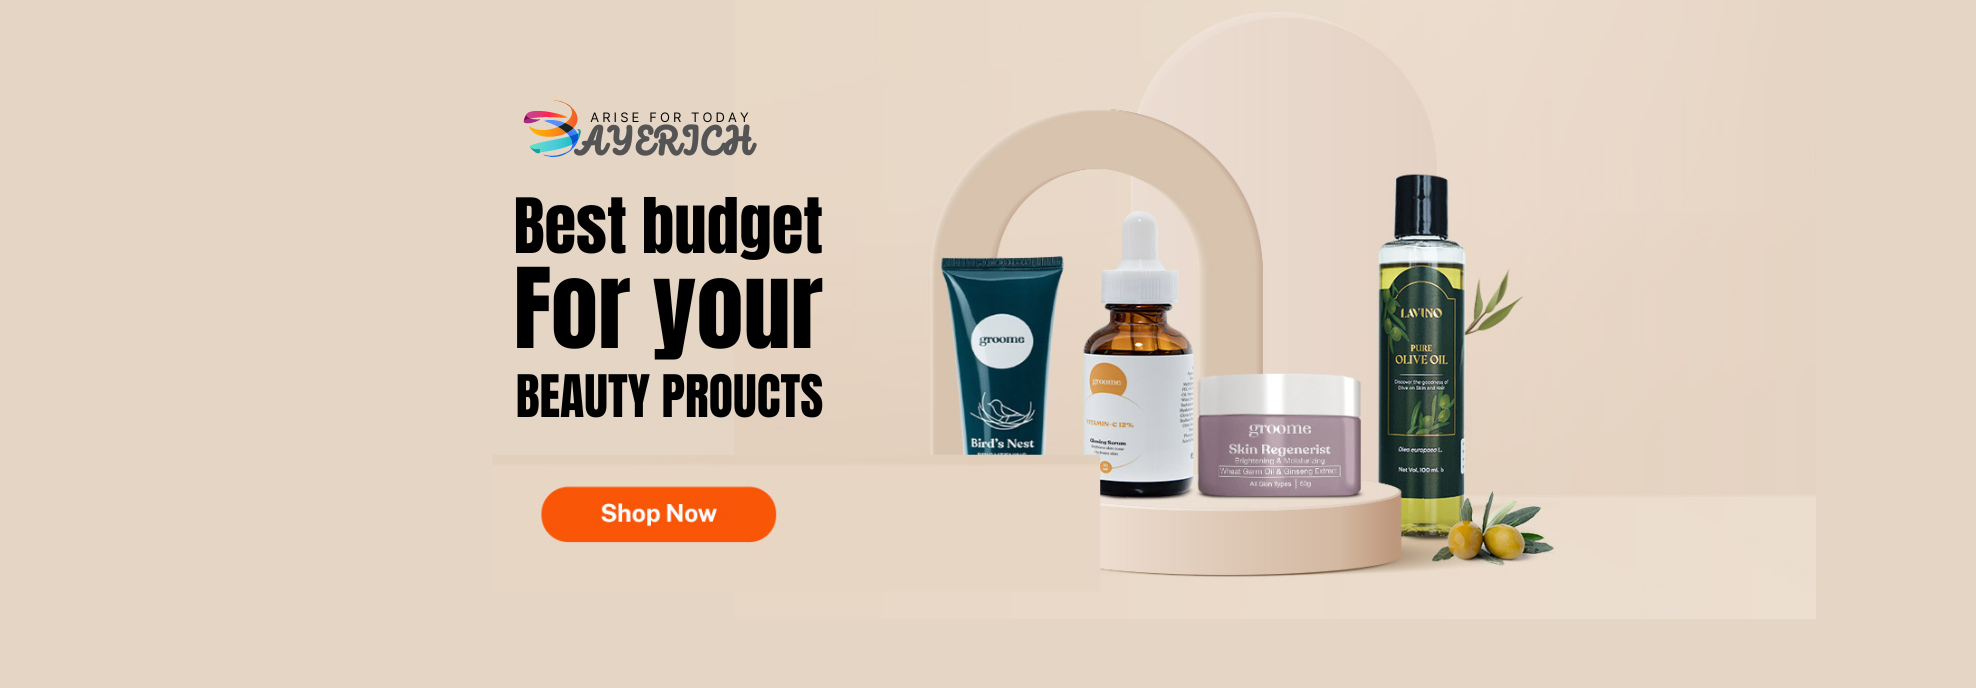 ARISE FOR TODAY
AYERICH
Best budget
For your
BEAUTY PROUCTS
Shop Now
groome
Bird's Nest
groome
VITAMIN-C 12%
Glowing Serum
groome
Skin Regenerist
Brightening & Moisturizing
Wheat Germ Oil & Ginseng Extract
All Skin Types | 60g
LAVINO
PURE
OLIVE OIL
Discover the goodness of
Olive on Skin and Hair
Olea europaea L.
Net Vol. 100 ml.